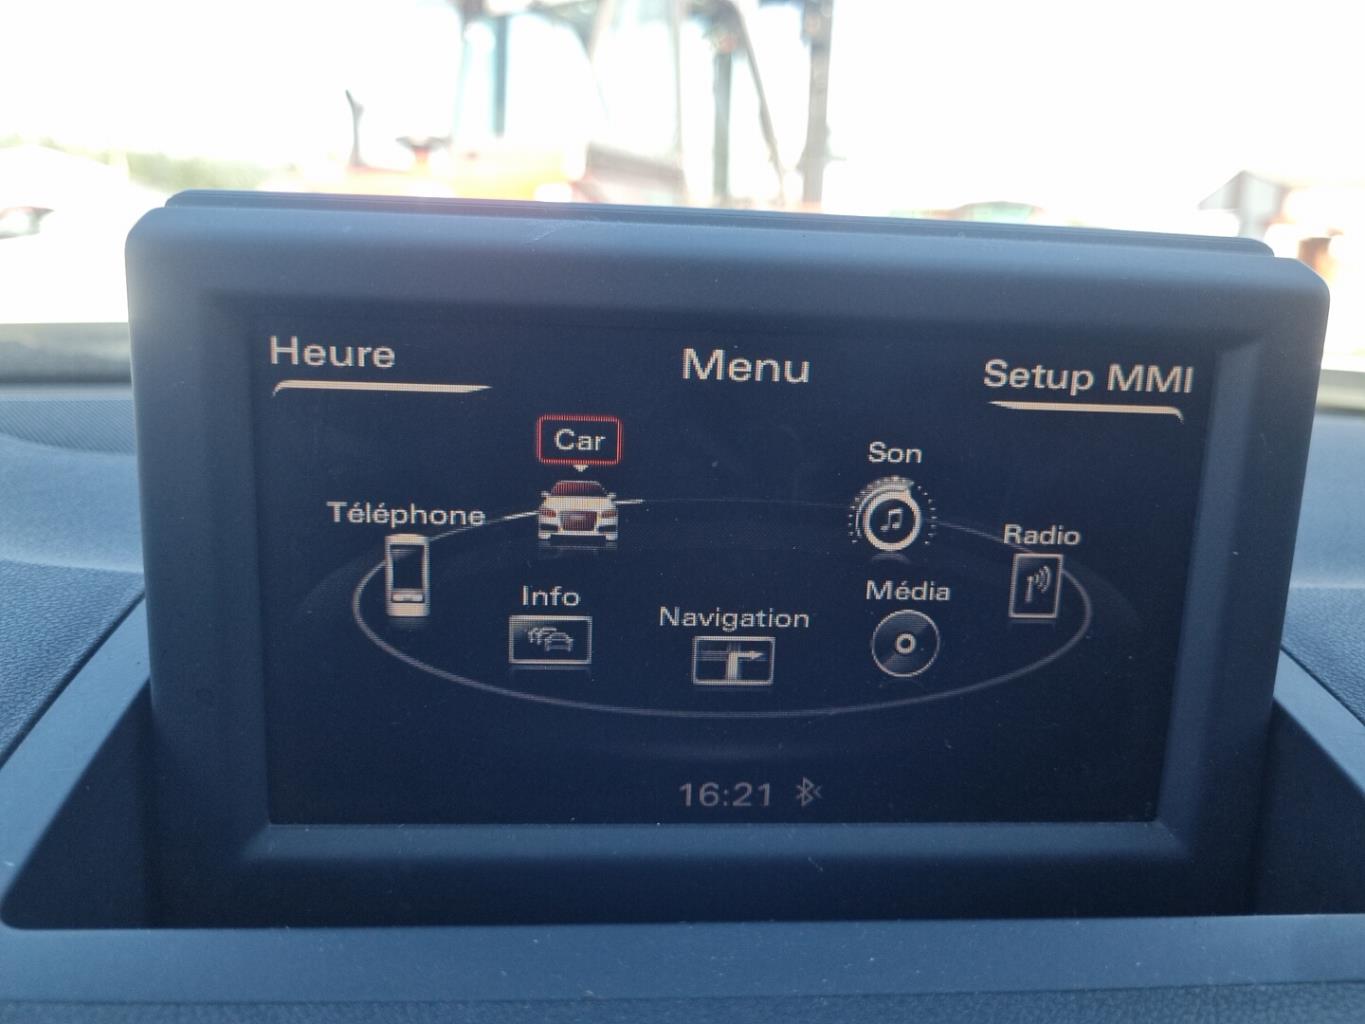 Heure
Menu
Setup MMI
Car
Son
Téléphone
Radio
Info
Navigation
Média
16:21